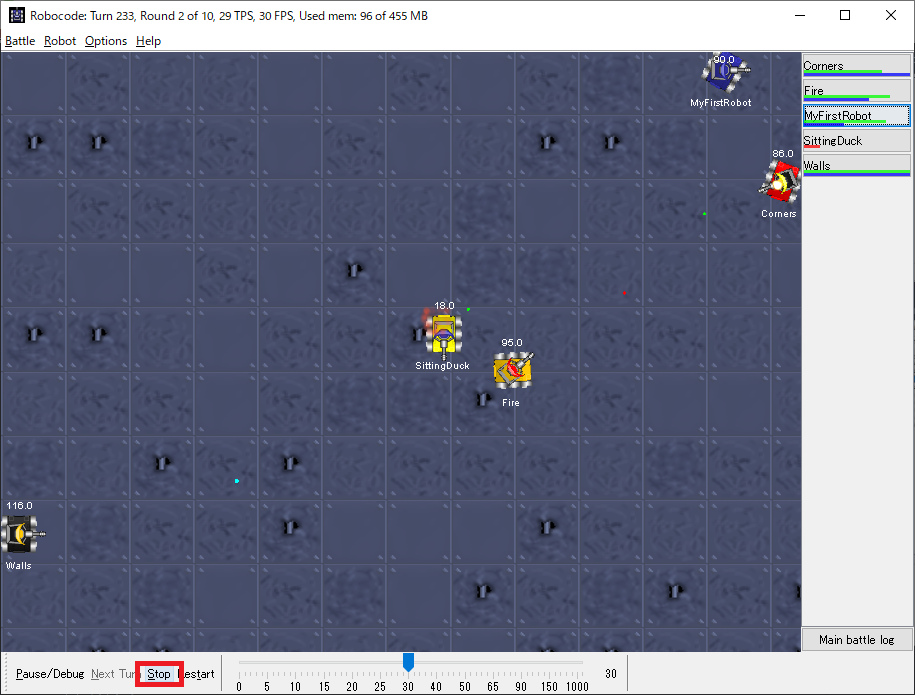 Robocode: Turn 233, Round 2 of 10, 29 TPS, 30 FPS, Used mem: 96 of 455 MB
Battle Robot Options Help
90.0
MyFirstRobot
86.0
Corners
18.0
SittingDuck
95.0
Fire
116.0
Walls
Corners
Fire
MyFirstRobot
SittingDuck
Walls
Main battle log
Pause/Debug Next Turn Stop Restart
0 5 10 15 20 25 30 40 50 65 90 150 1000
30